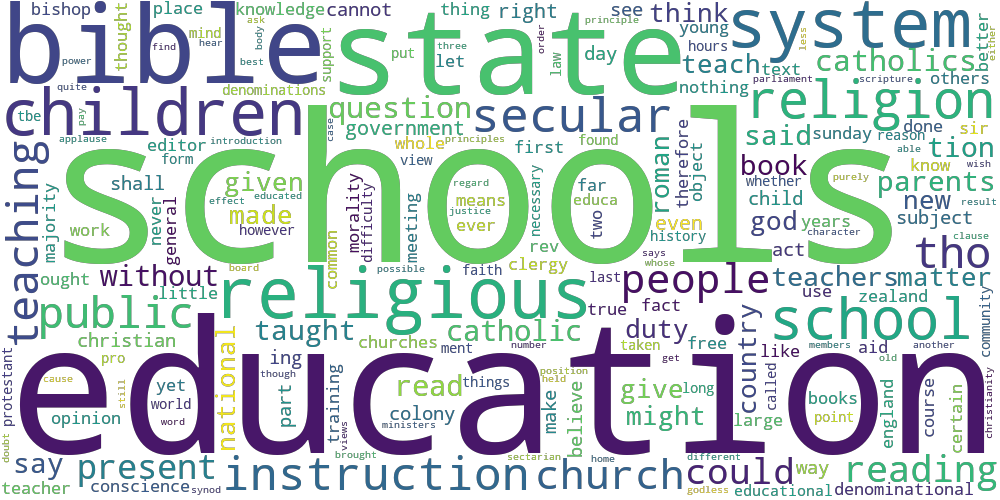 bishop place knowledge cannot thing right see think young ask principle less either
bible state system
thought mind find hear body best support put three let law order day hours teach text catholics better
power quite denominations nothing parliament scripture others
children question secular religion
tbe pay case government said sunday reason done sir
applause introduction editor whole first found book able know wish tion
teaching form view principles roman therefore object whether purely result
schools
majority shall given educated regard means necessary far educa child parents
never effect morality difficulty ever justice two even god years character new
work made common meeting history act subject clause
general however board possible rev says whose
ought without little faith clergy last people teachers matter tho
public religious true fact duty use zealand school
christian taught catholic
national churches taken free country like aid members another
pro ing ment number get called old
protestant cause though training things held position
education
yet read give long large books england course christianity
still world part colony make believe might point certain
doubt opinion word views ministers
brought sectarian home different
say present instruction church could way reading
teacher conscience synod godless educational denominational